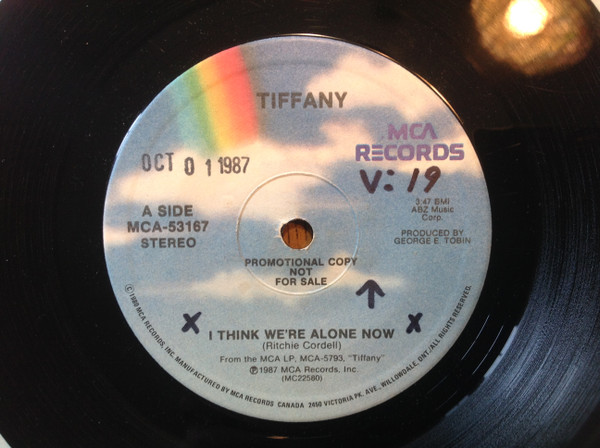 TIFFANY
MCA
RECORDS
OCT 0 1 1987
V: 19
A SIDE
MCA-53167
STEREO
3:47 BMI
ABZ Music
Corp.
PRODUCED BY
GEORGE E. TOBIN
PROMOTIONAL COPY
NOT
FOR SALE
X I THINK WE'RE ALONE NOW X
(Ritchie Cordell)
From the MCA LP, MCA-5793, "Tiffany"
℗1987 MCA Records, Inc.
(MC22580)
©1980 MCA RECORDS, INC. MANUFACTURED BY MCA RECORDS CANADA 2450 VICTORIA PK. AVE., WILLOWDALE, ONT./ALL RIGHTS RESERVED.